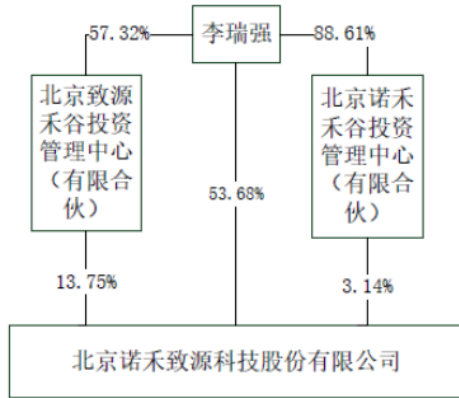 57.32%
李瑞强
88.61%
北京致源
禾谷投资
管理中心
（有限合
伙）
北京诺禾
禾谷投资
管理中心
（有限合
伙）
53.68%
13.75%
3.14%
北京诺禾致源科技股份有限公司